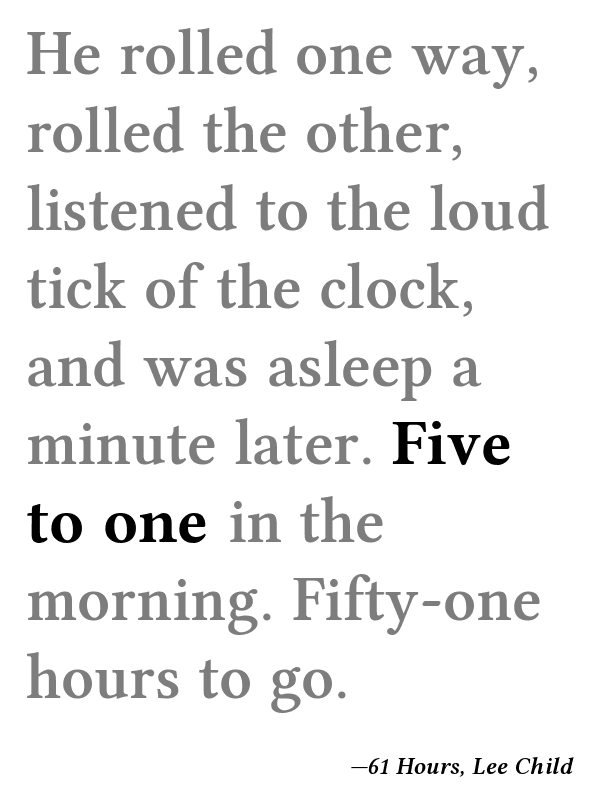 He rolled one way,
rolled the other,
listened to the loud
tick of the clock,
and was asleep a
minute later. Five
to one in the
morning. Fifty-one
hours to go.
—61 Hours, Lee Child